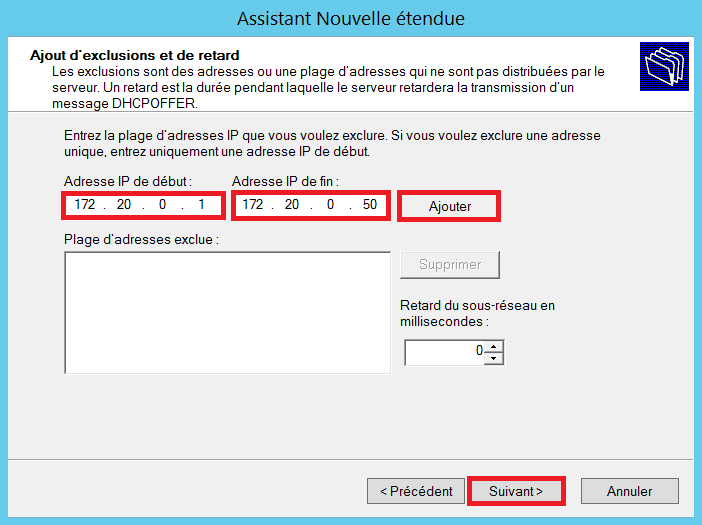 Assistant Nouvelle étendue
Ajout d'exclusions et de retard
Les exclusions sont des adresses ou une plage d'adresses qui ne sont pas distribuées par le
serveur. Un retard est la durée pendant laquelle le serveur retardera la transmission d'un
message DHCPOFFER.
Entrez la plage d'adresses IP que vous voulez exclure. Si vous voulez exclure une adresse
unique, entrez uniquement une adresse IP de début.
Adresse IP de début : Adresse IP de fin :
172 . 20 . 0 . 1 172 . 20 . 0 . 50 Ajouter
Plage d'adresses exclue :
Supprimer
Retard du sous-réseau en
millisecondes :
0
< Précédent Suivant > Annuler